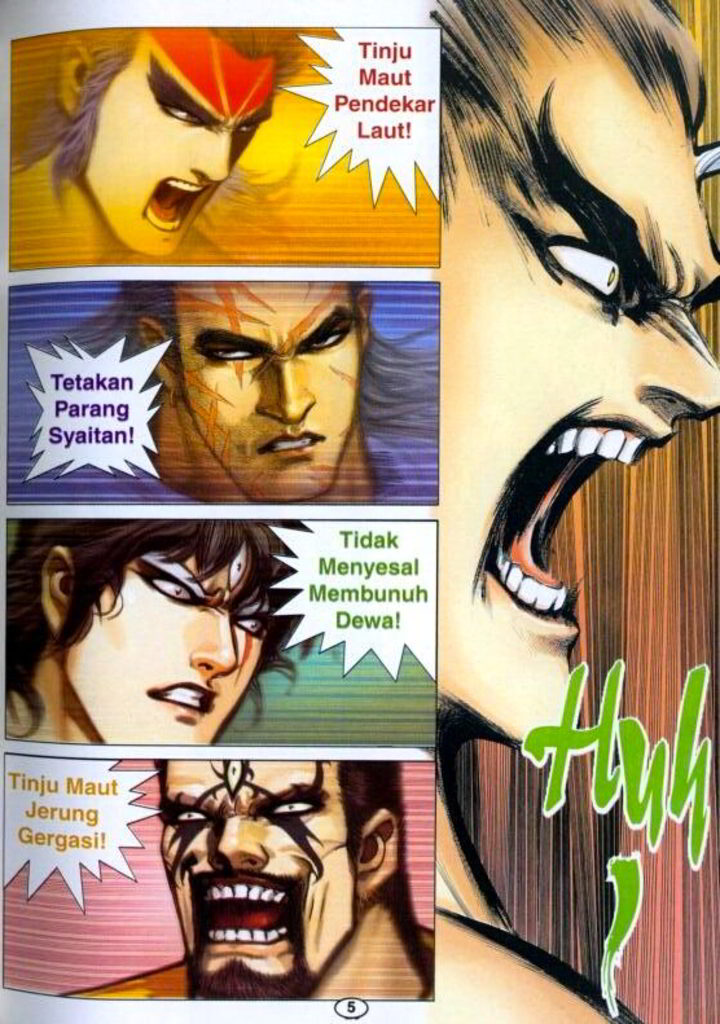 Tinju
Maut
Pendekar
Laut!
Tetakan
Parang
Syaitan!
Tidak
Menyesal
Membunuh
Dewa!
Tinju Maut
Jerung
Gergasi!
Huh!
5